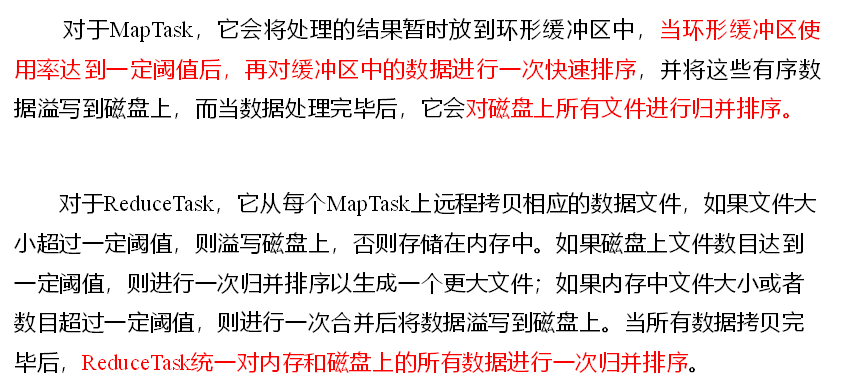 对于MapTask，它会将处理的结果暂时放到环形缓冲区中，当环形缓冲区使
用率达到一定阈值后，再对缓冲区中的数据进行一次快速排序，并将这些有序数
据溢写到磁盘上，而当数据处理完毕后，它会对磁盘上所有文件进行归并排序。
对于ReduceTask，它从每个MapTask上远程拷贝相应的数据文件，如果文件大
小超过一定阈值，则溢写磁盘上，否则存储在内存中。如果磁盘上文件数目达到
一定阈值，则进行一次归并排序以生成一个更大文件；如果内存中文件大小或者
数目超过一定阈值，则进行一次合并后将数据溢写到磁盘上。当所有数据拷贝完
毕后，ReduceTask统一对内存和磁盘上的所有数据进行一次归并排序。